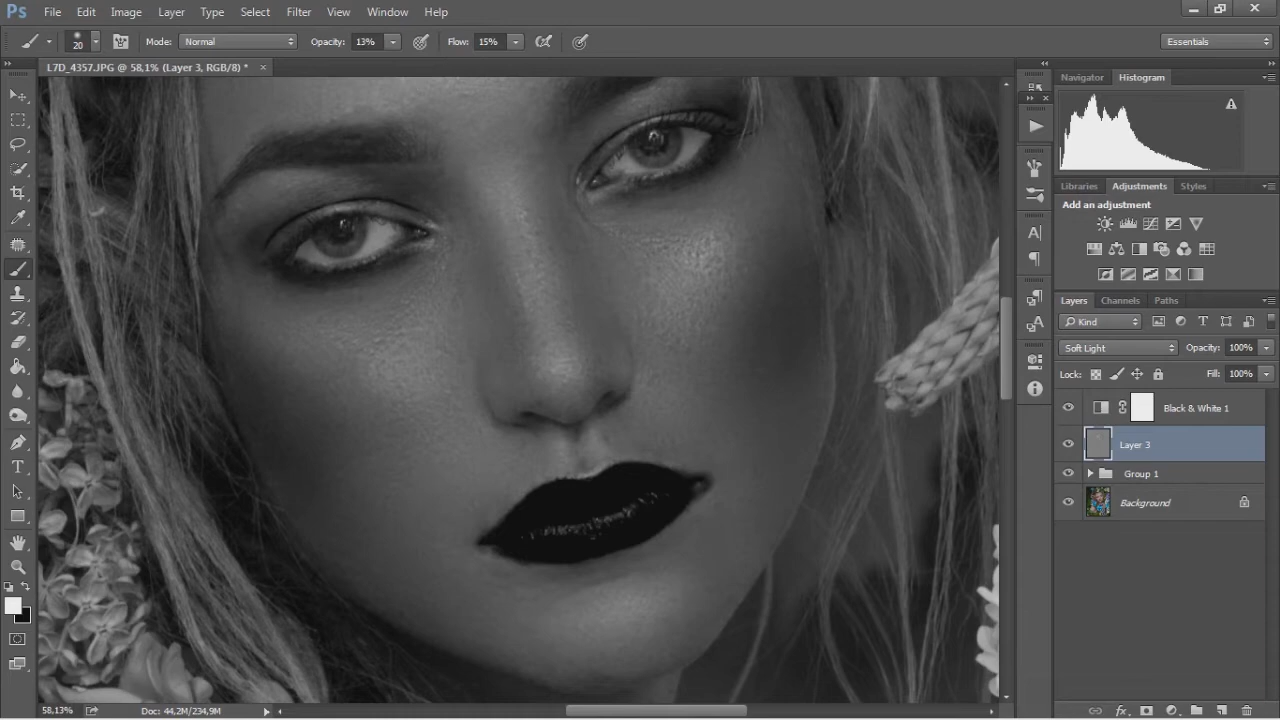 Ps File Edit Image Layer Type Select Filter View Window Help
20 Mode: Normal Opacity: 13% Flow: 15% Essentials
L7D_4357.JPG @ 58,1% (Layer 3, RGB/8) * ×
Navigator Histogram
Libraries Adjustments Styles
Add an adjustment
Layers Channels Paths
Kind
Soft Light Opacity: 100%
Lock: Fill: 100%
Black & White 1
Layer 3
Group 1
Background
58,13% Doc: 44,2M/234,9M